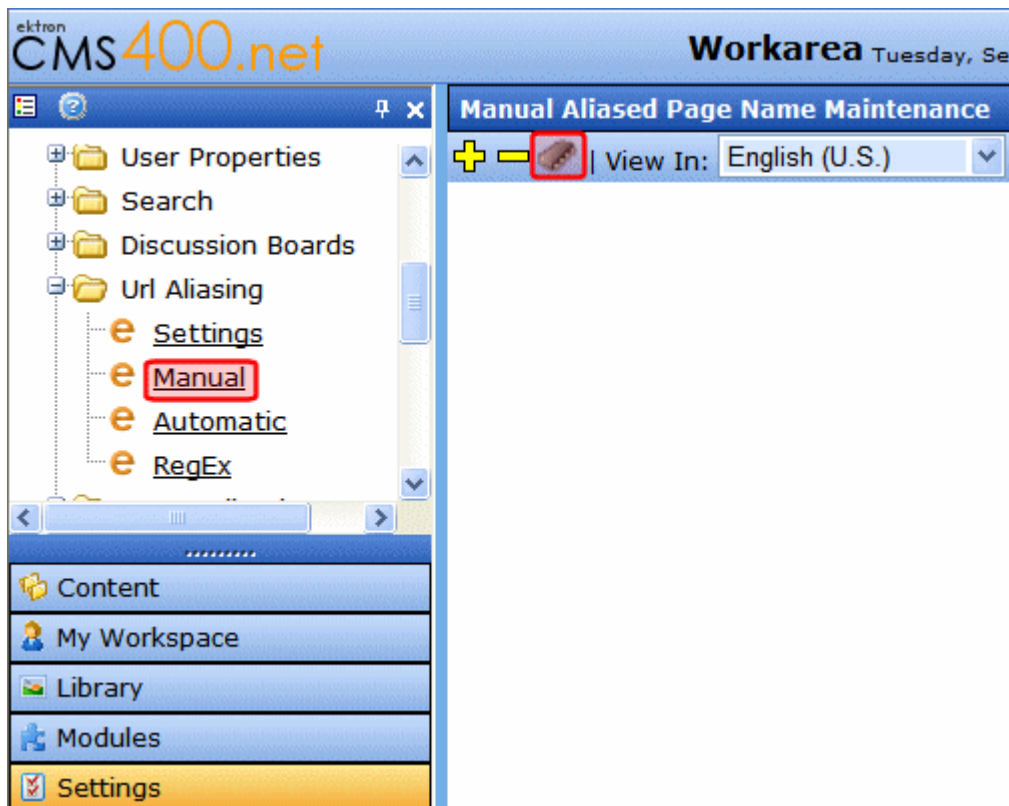 ektron
CMS400.net
Workarea Tuesday, Se
Manual Aliased Page Name Maintenance
| View In: English (U.S.)
User Properties
Search
Discussion Boards
Url Aliasing
Settings
Manual
Automatic
RegEx
Content
My Workspace
Library
Modules
Settings